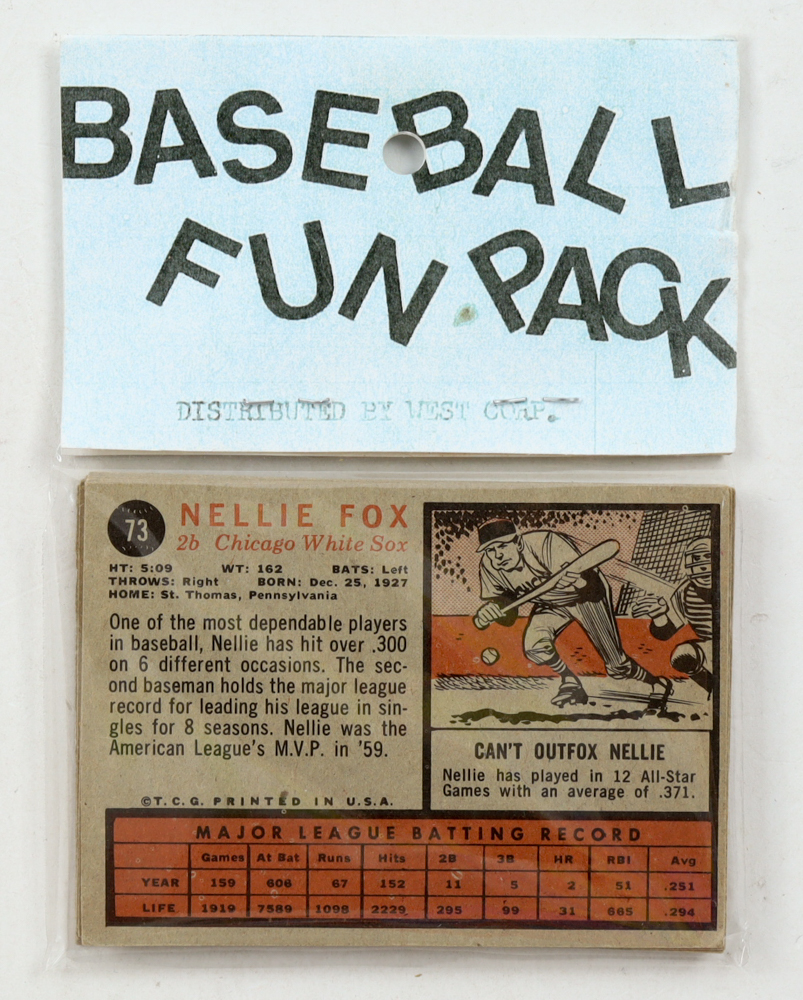 BASEBALL
FUN PACK
DISTRIBUTED BY WEST CORP.
73
NELLIE FOX
2b Chicago White Sox
HT: 5:09 WT: 162 BATS: Left
THROWS: Right BORN: Dec. 25, 1927
HOME: St. Thomas, Pennsylvania
One of the most dependable players
in baseball, Nellie has hit over .300
on 6 different occasions. The sec-
ond baseman holds the major league
record for leading his league in sin-
gles for 8 seasons. Nellie was the
American League's M.V.P. in '59.
©T.C.G. PRINTED IN U.S.A.
CAN'T OUTFOX NELLIE
Nellie has played in 12 All-Star
Games with an average of .371.
MAJOR LEAGUE BATTING RECORD
Games At Bat Runs Hits 2B 3B HR RBI Avg
YEAR 159 606 67 152 11 5 2 51 .251
LIFE 1919 7589 1098 2229 295 99 31 665 .294